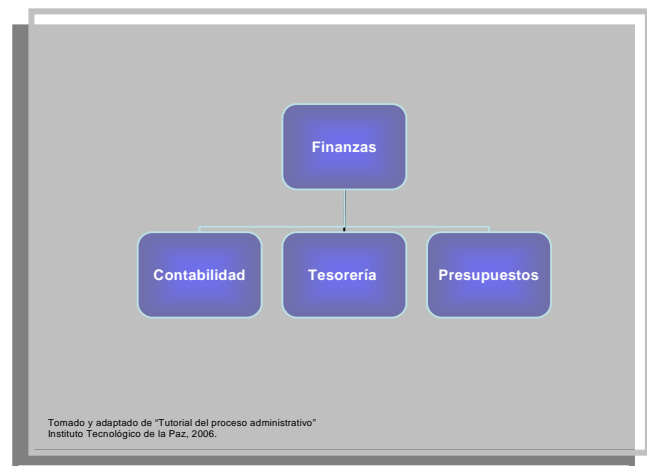 Finanzas
Contabilidad
Tesorería
Presupuestos
Tomado y adaptado de “Tutorial del proceso administrativo”
Instituto Tecnológico de la Paz, 2006.